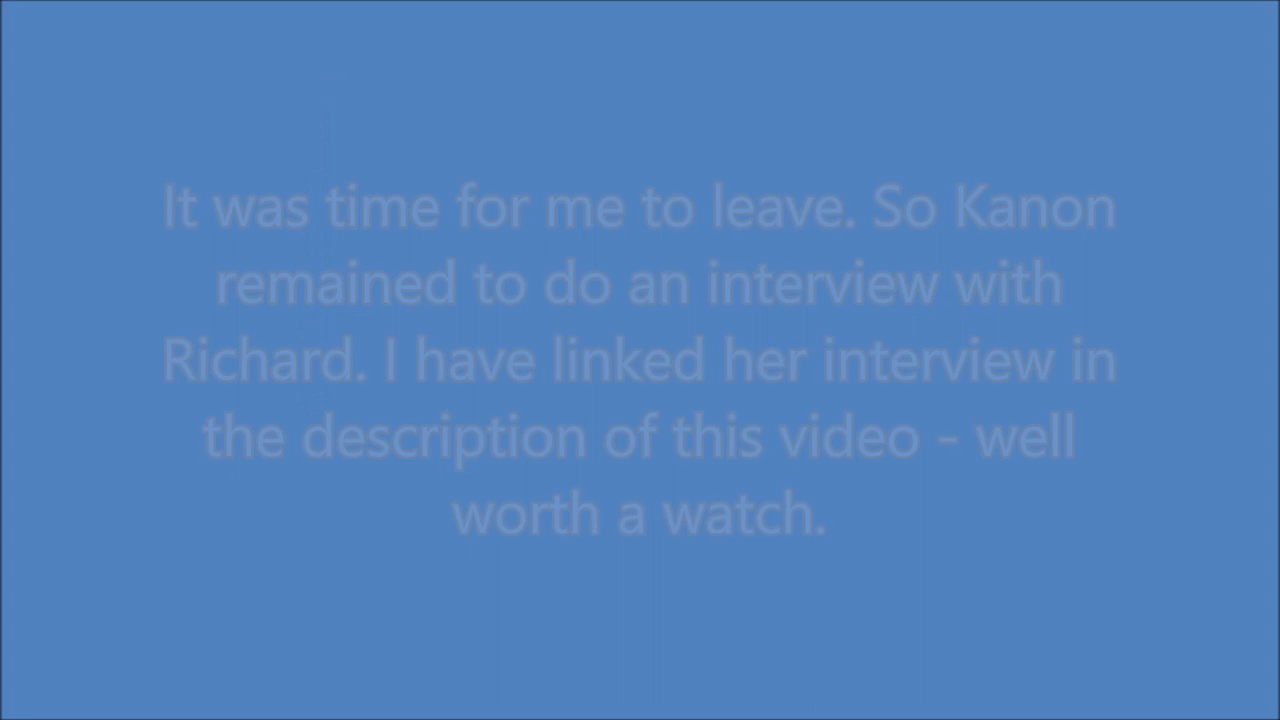 It was time for me to leave. So Kanon
remained to do an interview with
Richard. I have linked her interview in
the description of this video - well
worth a watch.